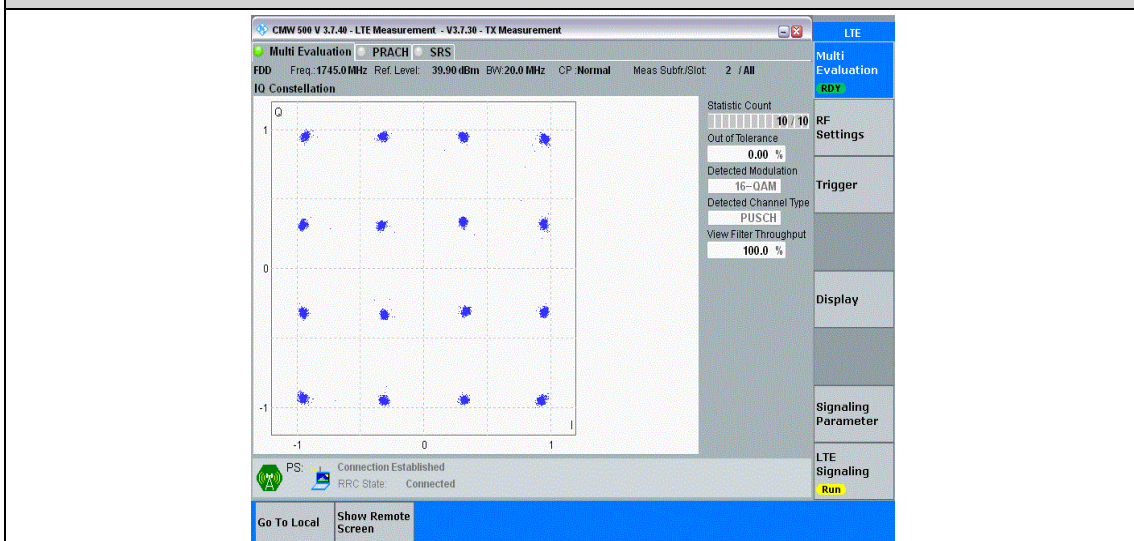 CMW 500 V 3.7.40 - LTE Measurement - V3.7.30 - TX Measurement
LTE
Multi Evaluation PRACH SRS
FDD Freq.:1745.0MHz Ref. Level: 39.90dBm BW:20.0 MHz CP :Normal Meas Subfr./Slot: 2 / All
IQ Constellation
Q
1
0
-1
-1 0 1
I
Statistic Count
10 / 10
Out of Tolerance
0.00 %
Detected Modulation
16-QAM
Detected Channel Type
PUSCH
View Filter Throughput
100.0 %
Multi
Evaluation
RDY
RF
Settings
Trigger
Display
Signaling
Parameter
LTE
Signaling
Run
PS: Connection Established
RRC State: Connected
Go To Local
Show Remote
Screen